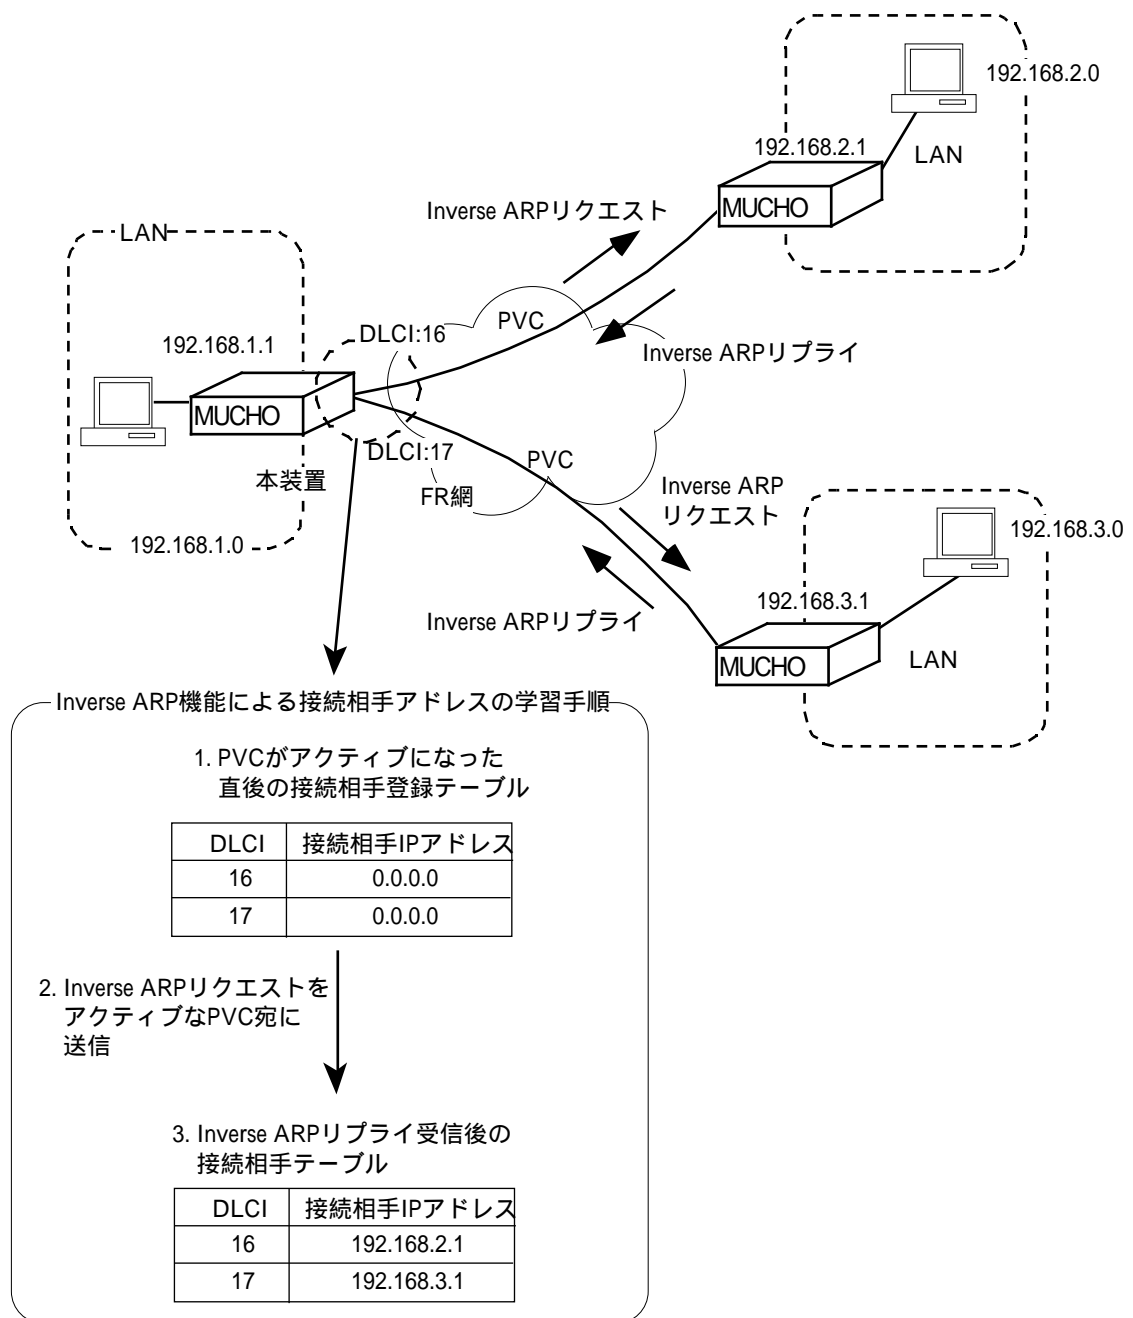 192.168.2.0
192.168.2.1
LAN
MUCHO
Inverse ARPリクエスト
LAN
PVC
DLCI:16
192.168.1.1
Inverse ARPリプライ
MUCHO
DLCI:17
PVC
本装置
FR網
Inverse ARP
リクエスト
192.168.1.0
192.168.3.0
192.168.3.1
Inverse ARPリプライ
MUCHO
LAN
Inverse ARP機能による接続相手アドレスの学習手順
1. PVCがアクティブになった
直後の接続相手登録テーブル
DLCI 接続相手IPアドレス
16 0.0.0.0
17 0.0.0.0
2. Inverse ARPリクエストを
アクティブなPVC宛に
送信
3. Inverse ARPリプライ受信後の
接続相手テーブル
DLCI 接続相手IPアドレス
16 192.168.2.1
17 192.168.3.1